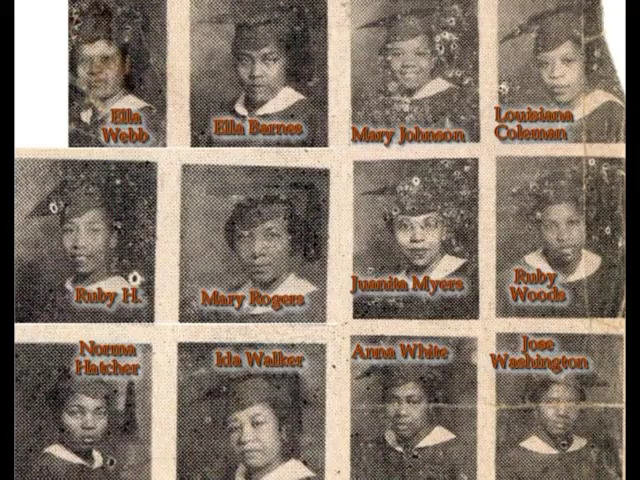 Ella
Webb
Ella Barnes
Mary Johnson
Louisiana
Coleman
Ruby H.
Mary Rogers
Juanita Myers
Ruby
Woods
Norma
Hatcher
Ida Walker
Anna White
Jose
Washington